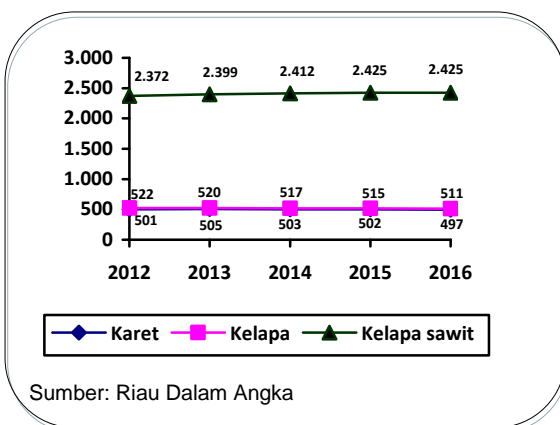 3.000
2.500
2.000
1.500
1.000
500
0
2.372 2.399 2.412 2.425 2.425
522 520 517 515 511
501 505 503 502 497
2012 2013 2014 2015 2016
Karet Kelapa Kelapa sawit
Sumber: Riau Dalam Angka